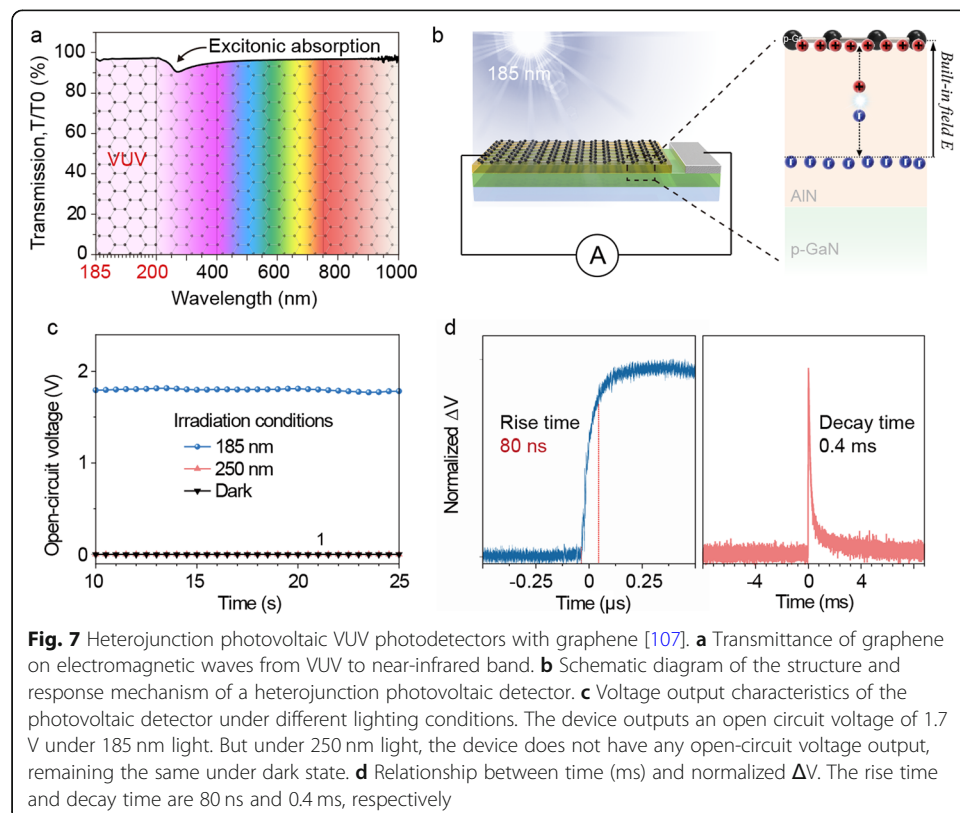 a
Excitonic absorption
Transmission,T/T0 (%)
100
80
60
40
20
0
VUV
185 200 400 600 800 1000
Wavelength (nm)
b
185 nm
A
p-Gr
Built-in field E
AlN
p-GaN
c
Open-circuit voltage (V)
2
1
0
Irradiation conditions
185 nm
250 nm
Dark
1
10 15 20 25
Time (s)
d
Normalized ΔV
Rise time
80 ns
-0.25 0 0.25
Time (µs)
Decay time
0.4 ms
-4 0 4
Time (ms)
Fig. 7 Heterojunction photovoltaic VUV photodetectors with graphene [107]. a Transmittance of graphene
on electromagnetic waves from VUV to near-infrared band. b Schematic diagram of the structure and
response mechanism of a heterojunction photovoltaic detector. c Voltage output characteristics of the
photovoltaic detector under different lighting conditions. The device outputs an open circuit voltage of 1.7
V under 185 nm light. But under 250 nm light, the device does not have any open-circuit voltage output,
remaining the same under dark state. d Relationship between time (ms) and normalized ΔV. The rise time
and decay time are 80 ns and 0.4 ms, respectively